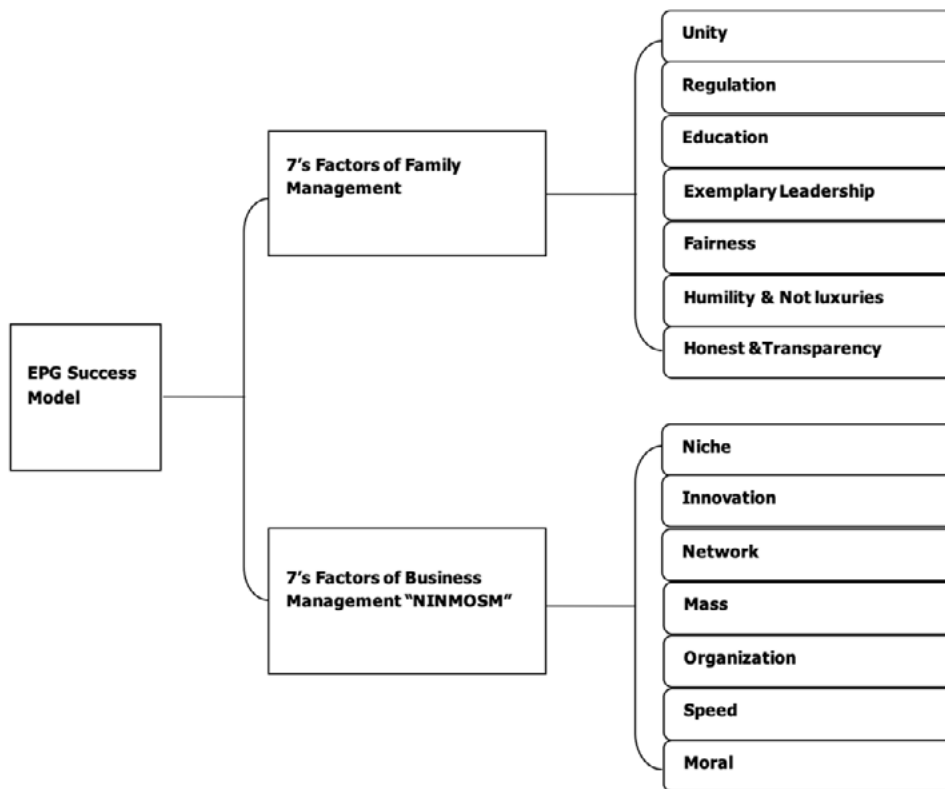 EPG Success
Model
7’s Factors of Family
Management
Unity
Regulation
Education
Exemplary Leadership
Fairness
Humility & Not luxuries
Honest &Transparency
7’s Factors of Business
Management “NINMOSM”
Niche
Innovation
Network
Mass
Organization
Speed
Moral